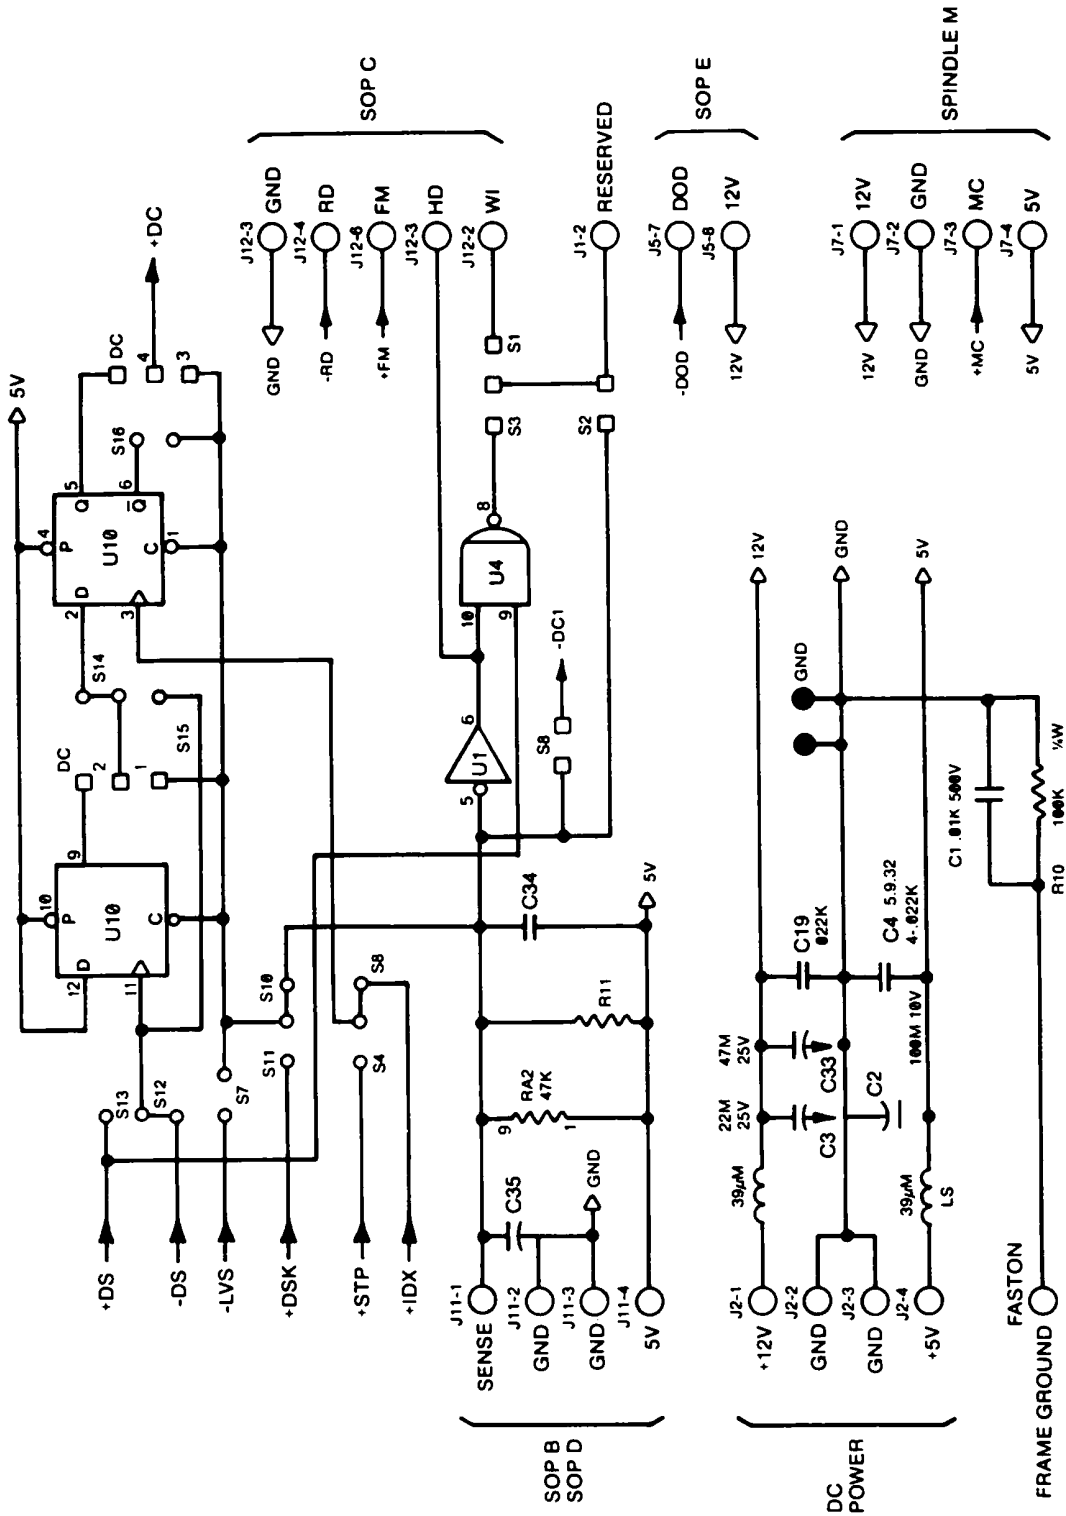 5V
+DC
DC
4
3
S16
5
Q
6
Q
4
P
U10
C
1
D
2
3
S14
DC
2
1
S15
9
10
P
U10
C
D
12
11
S13
S12
S7
S10
S11
S8
S4
+DS
-DS
-LVS
+DSK
+STP
+IDX
SOP C
J12-3
GND
GND
J12-4
RD
-RD
J12-6
FM
+FM
J12-3
HD
J12-2
WI
S1
S3
8
U4
10
9
6
U1
5
J1-2
RESERVED
S2
-DC1
S8
C34
5V
R11
RA2
47K
9
1
C35
GND
J11-1
SENSE
J11-2
GND
J11-3
GND
J11-4
5V
SOP B
SOP D
SOP E
J5-7
DOD
-DOD
J5-8
12V
12V
SPINDLE M
J7-1
12V
12V
J7-2
GND
GND
J7-3
MC
+MC
J7-4
5V
5V
12V
GND
5V
GND
C19
022K
C4
5.9.32
4-.022K
47M
25V
C33
100M 10V
22M
25V
C3
C2
39µM
39µM
LS
J2-1
+12V
J2-2
GND
J2-3
GND
J2-4
+5V
DC
POWER
C1 .01K 500V
100K
¼W
R10
FASTON
FRAME GROUND